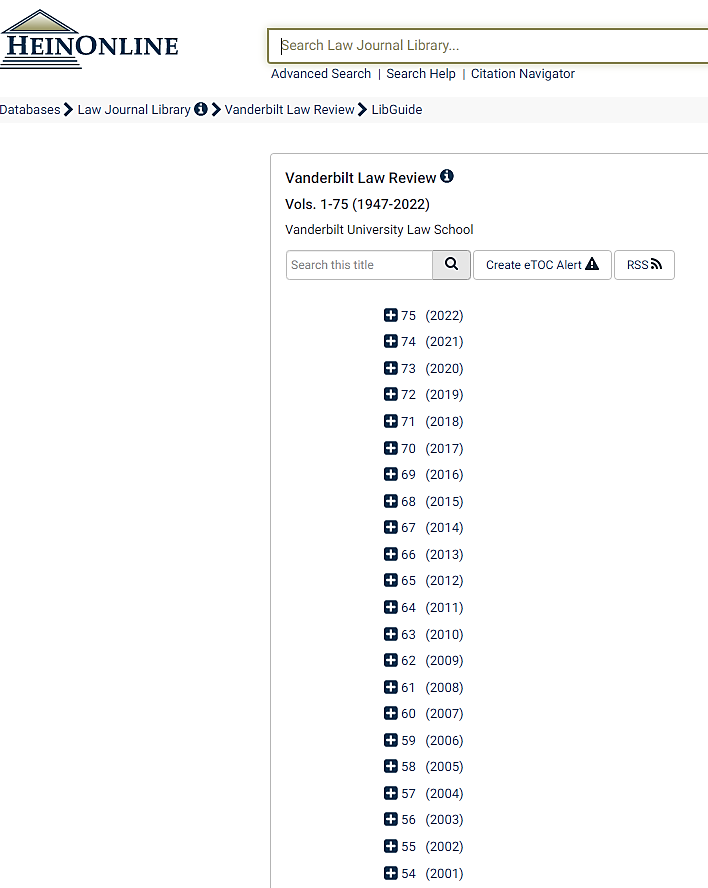 HEINONLINE
Search Law Journal Library...
Advanced Search | Search Help | Citation Navigator
Databases > Law Journal Library > Vanderbilt Law Review > LibGuide
Vanderbilt Law Review
Vols. 1-75 (1947-2022)
Vanderbilt University Law School
Search this title Create eTOC Alert RSS
75 (2022)
74 (2021)
73 (2020)
72 (2019)
71 (2018)
70 (2017)
69 (2016)
68 (2015)
67 (2014)
66 (2013)
65 (2012)
64 (2011)
63 (2010)
62 (2009)
61 (2008)
60 (2007)
59 (2006)
58 (2005)
57 (2004)
56 (2003)
55 (2002)
54 (2001)